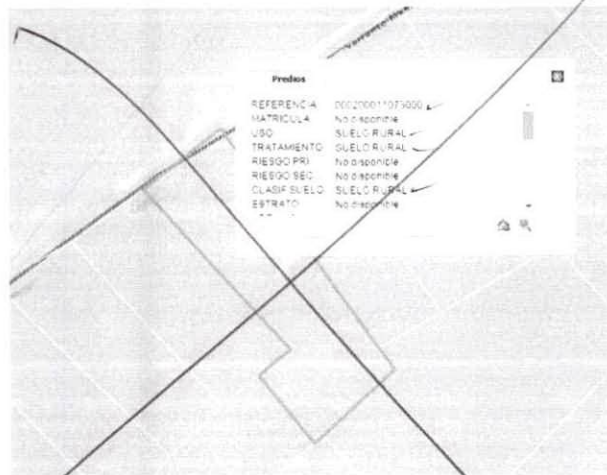 Predios
REFERENCIA
MATRICULA No disponible
USO SUELO RURAL
TRATAMIENTO SUELO RURAL
RIESGO PRI No disponible
RIESGO SEC No disponible
CLASIF SUELO SUELO RURAL
ESTRATO No disponible